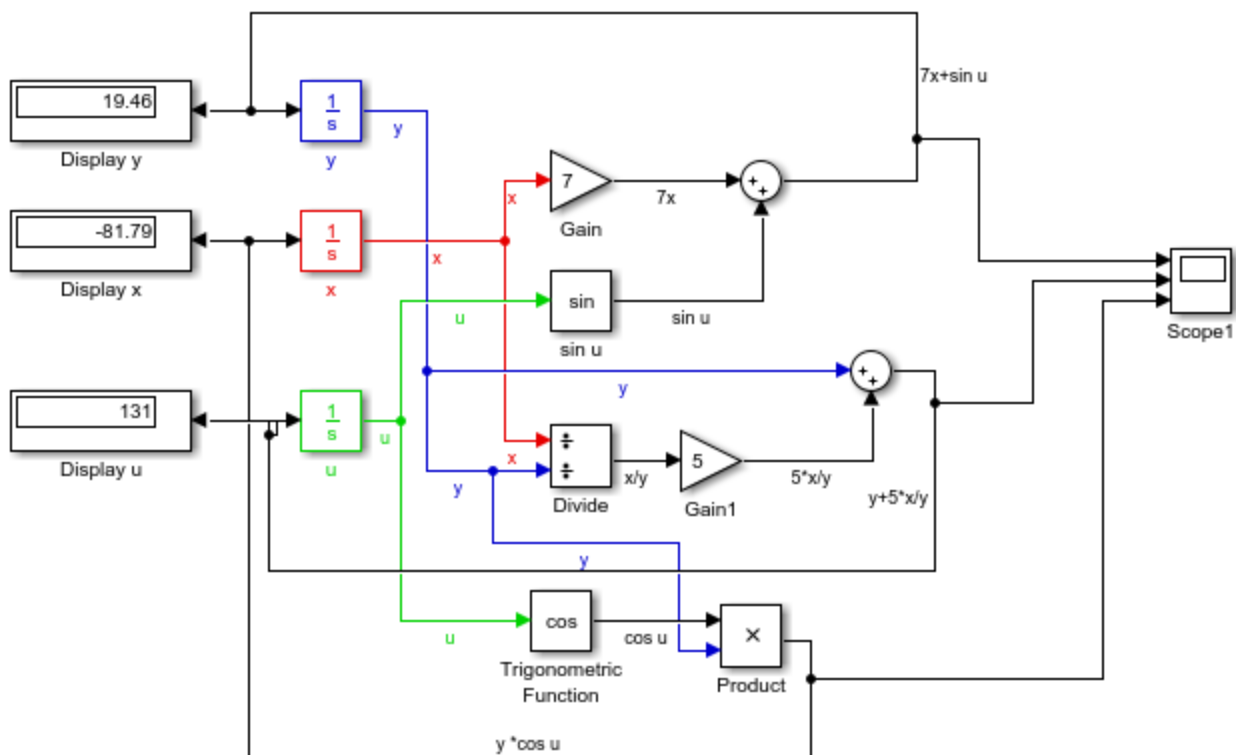 7x+sin u
19.46
Display y
1
s
y
y
7
x
7x
+
+
Gain
-81.79
Display x
1
s
x
x
sin
u
sin u
sin u
Scope1
131
Display u
1
s
u
u
+
+
y
÷
÷
x
y
Divide
x/y
5
Gain1
5*x/y
y+5*x/y
y
cos
u
cos u
×
Trigonometric
Function
Product
y *cos u